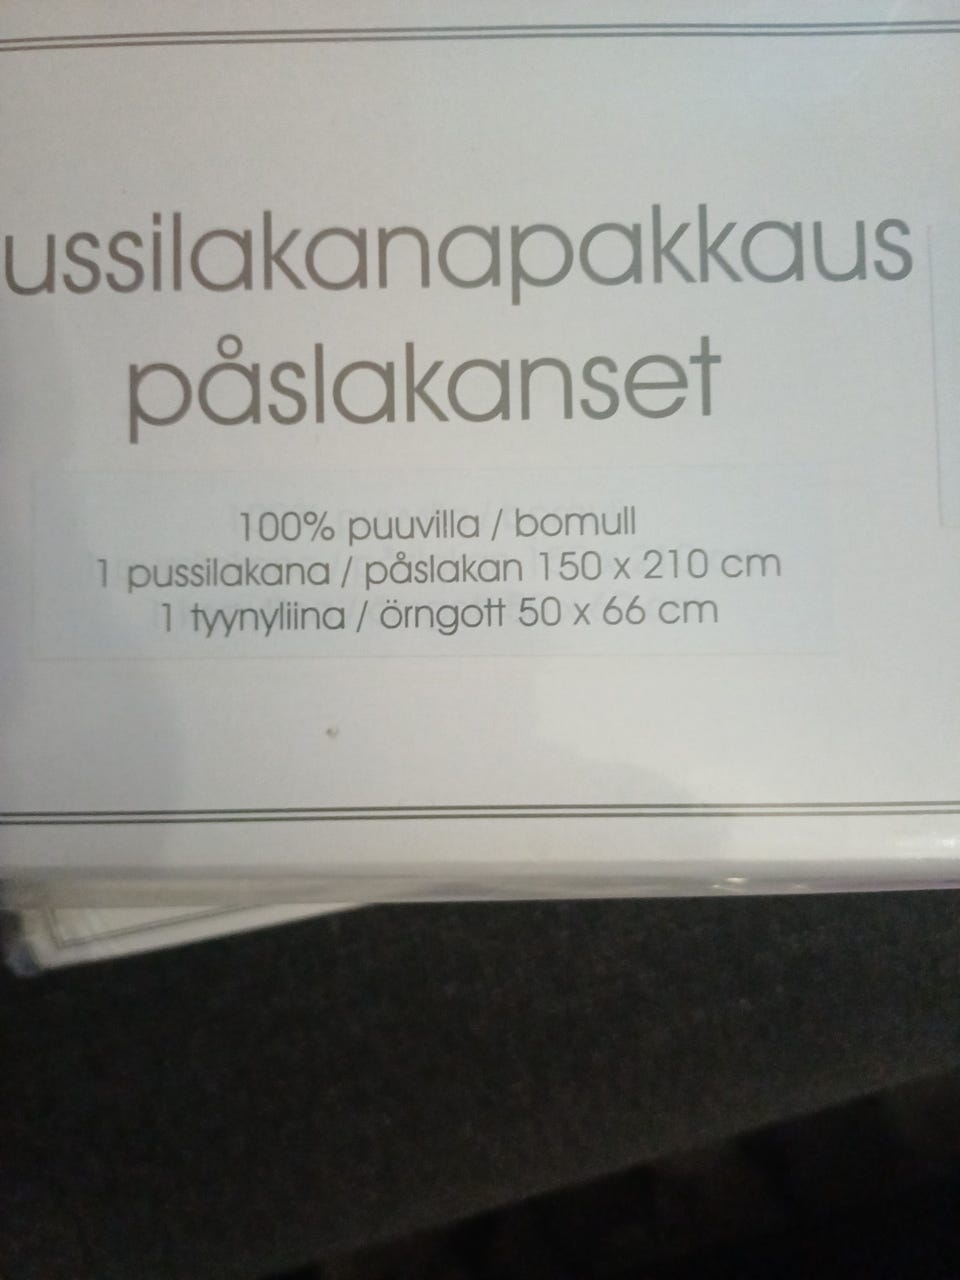 ussilakanapakkaus
påslakanset
100% puuvilla / bomull
1 pussilakana / påslakan 150 x 210 cm
1 tyynyliina / örngott 50 x 66 cm